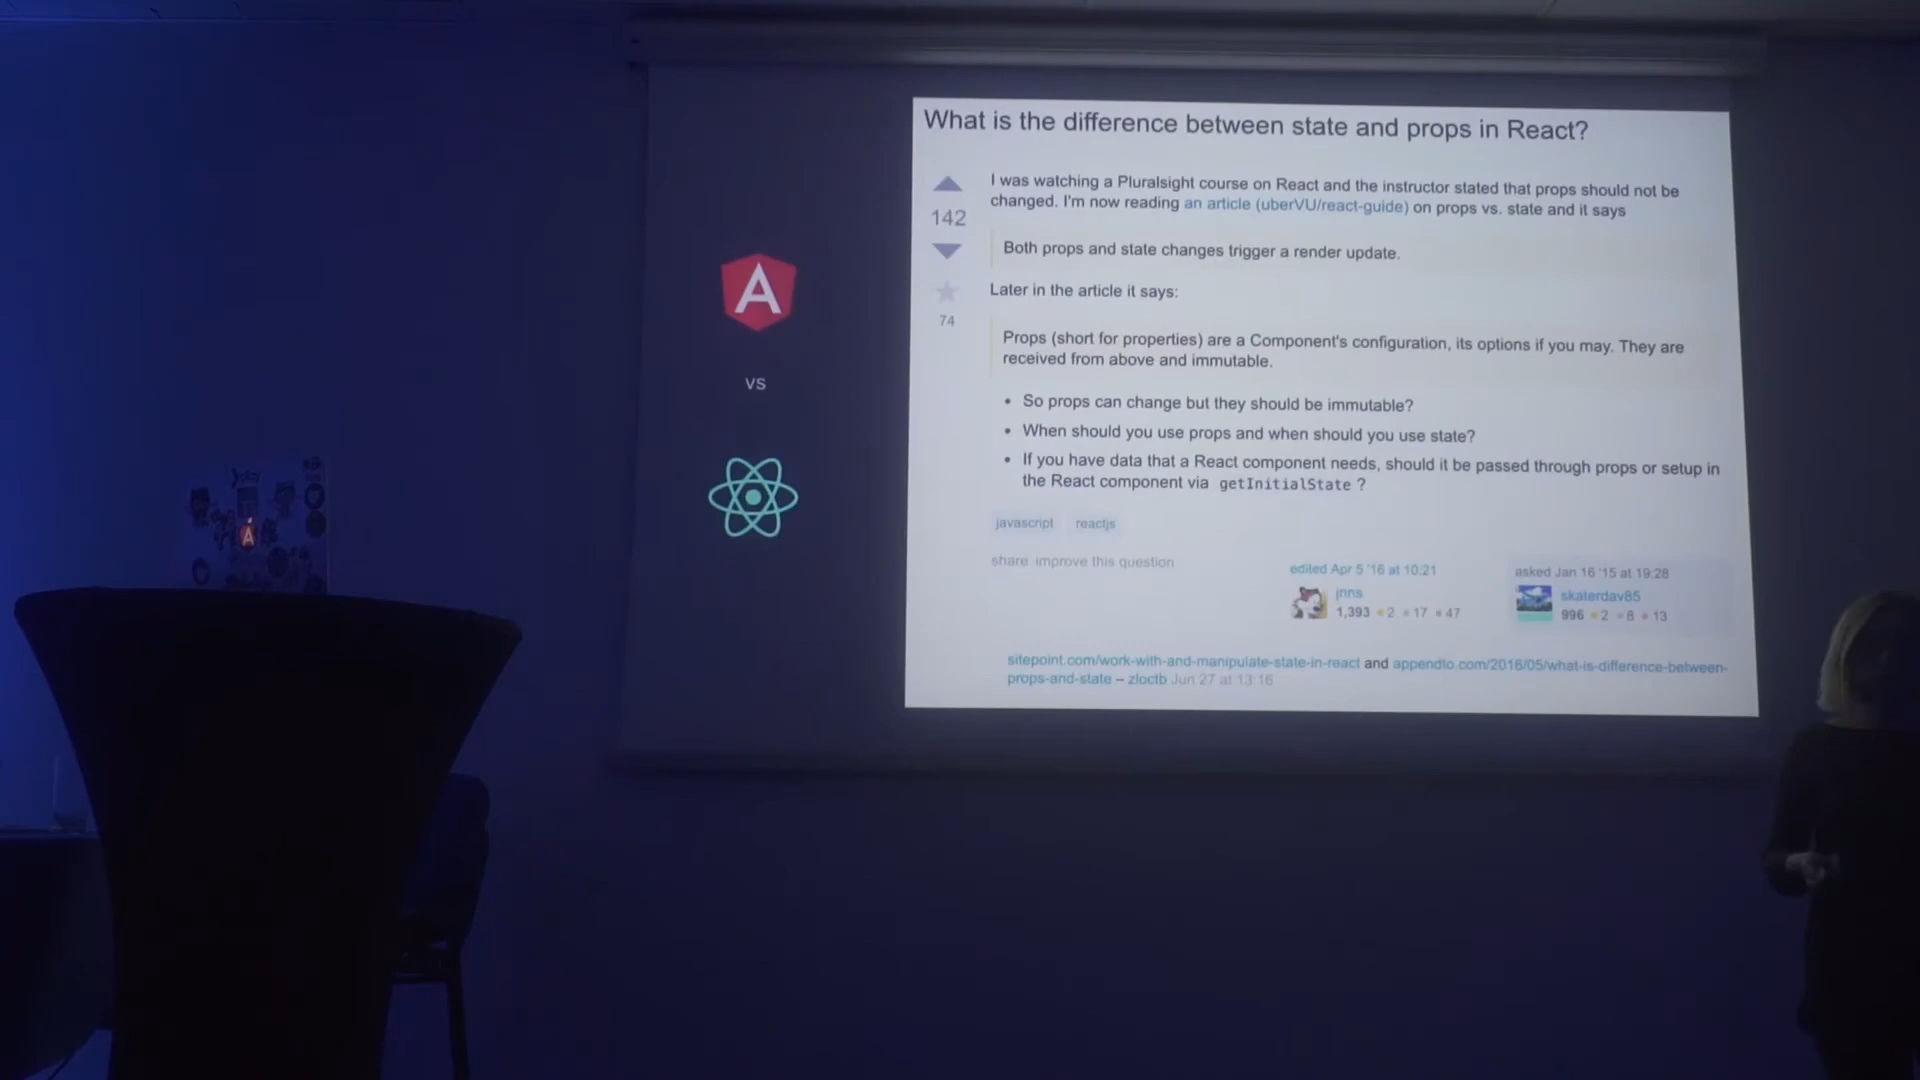 What is the difference between state and props in React?
I was watching a Pluralsight course on React and the instructor stated that props should not be
changed. I'm now reading an article (uberVU/react-guide) on props vs. state and it says
142
Both props and state changes trigger a render update.
Later in the article it says:
74
Props (short for properties) are a Component's configuration, its options if you may. They are
received from above and immutable.
• So props can change but they should be immutable?
• When should you use props and when should you use state?
• If you have data that a React component needs, should it be passed through props or setup in
the React component via getInitialState ?
javascript reactjs
share improve this question
edited Apr 5 '16 at 10:21
jnns
1,393 2 17 47
asked Jan 16 '15 at 19:28
skaterdav85
996 2 8 13
sitepoint.com/work-with-and-manipulate-state-in-react and appendto.com/2016/05/what-is-difference-between-
props-and-state – zloctb Jun 27 at 13:16
A
vs
A